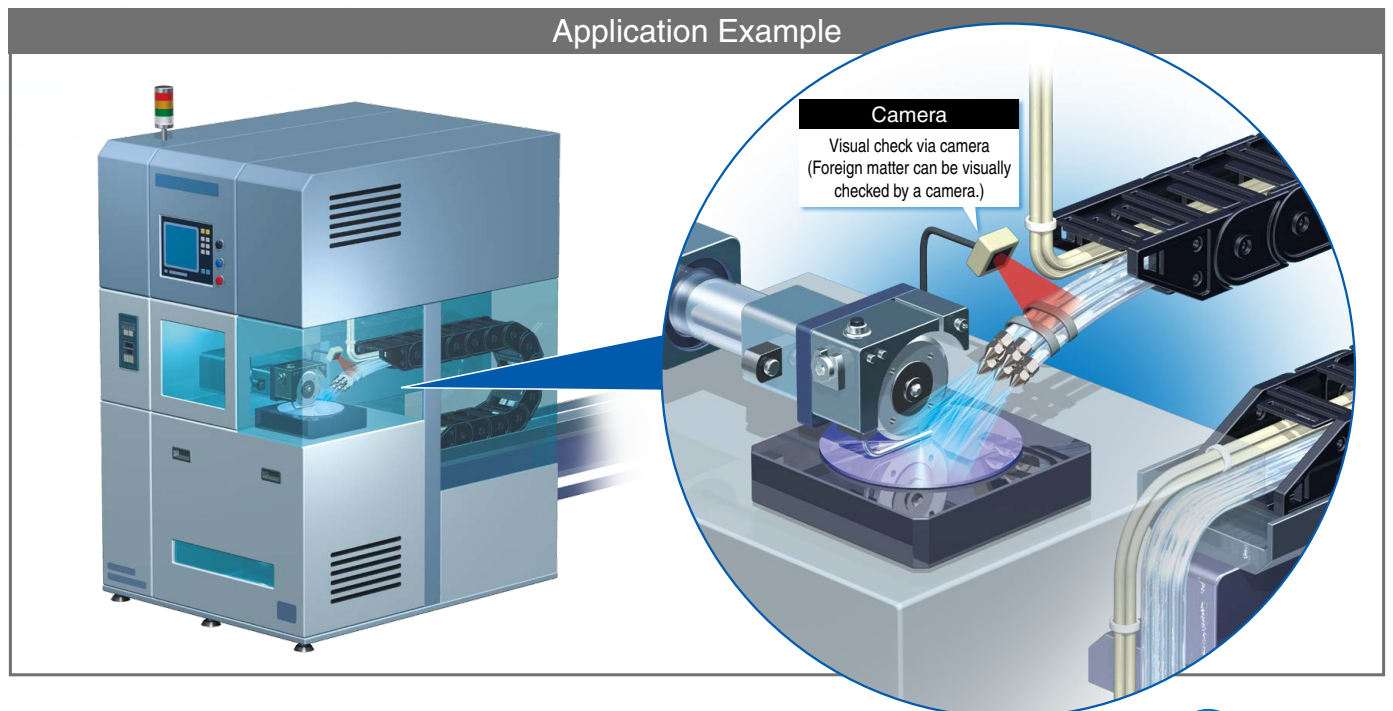 Application Example
Camera
Visual check via camera
(Foreign matter can be visually
checked by a camera.)